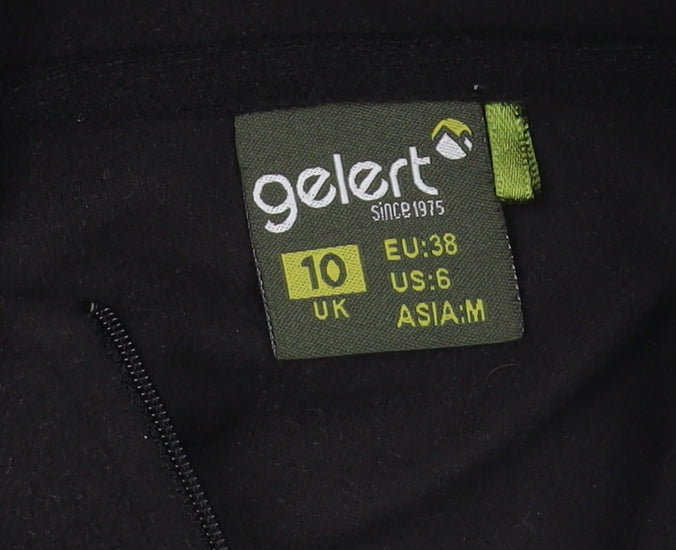 gelert
since 1975
10
UK
EU:38
US:6
ASIA:M